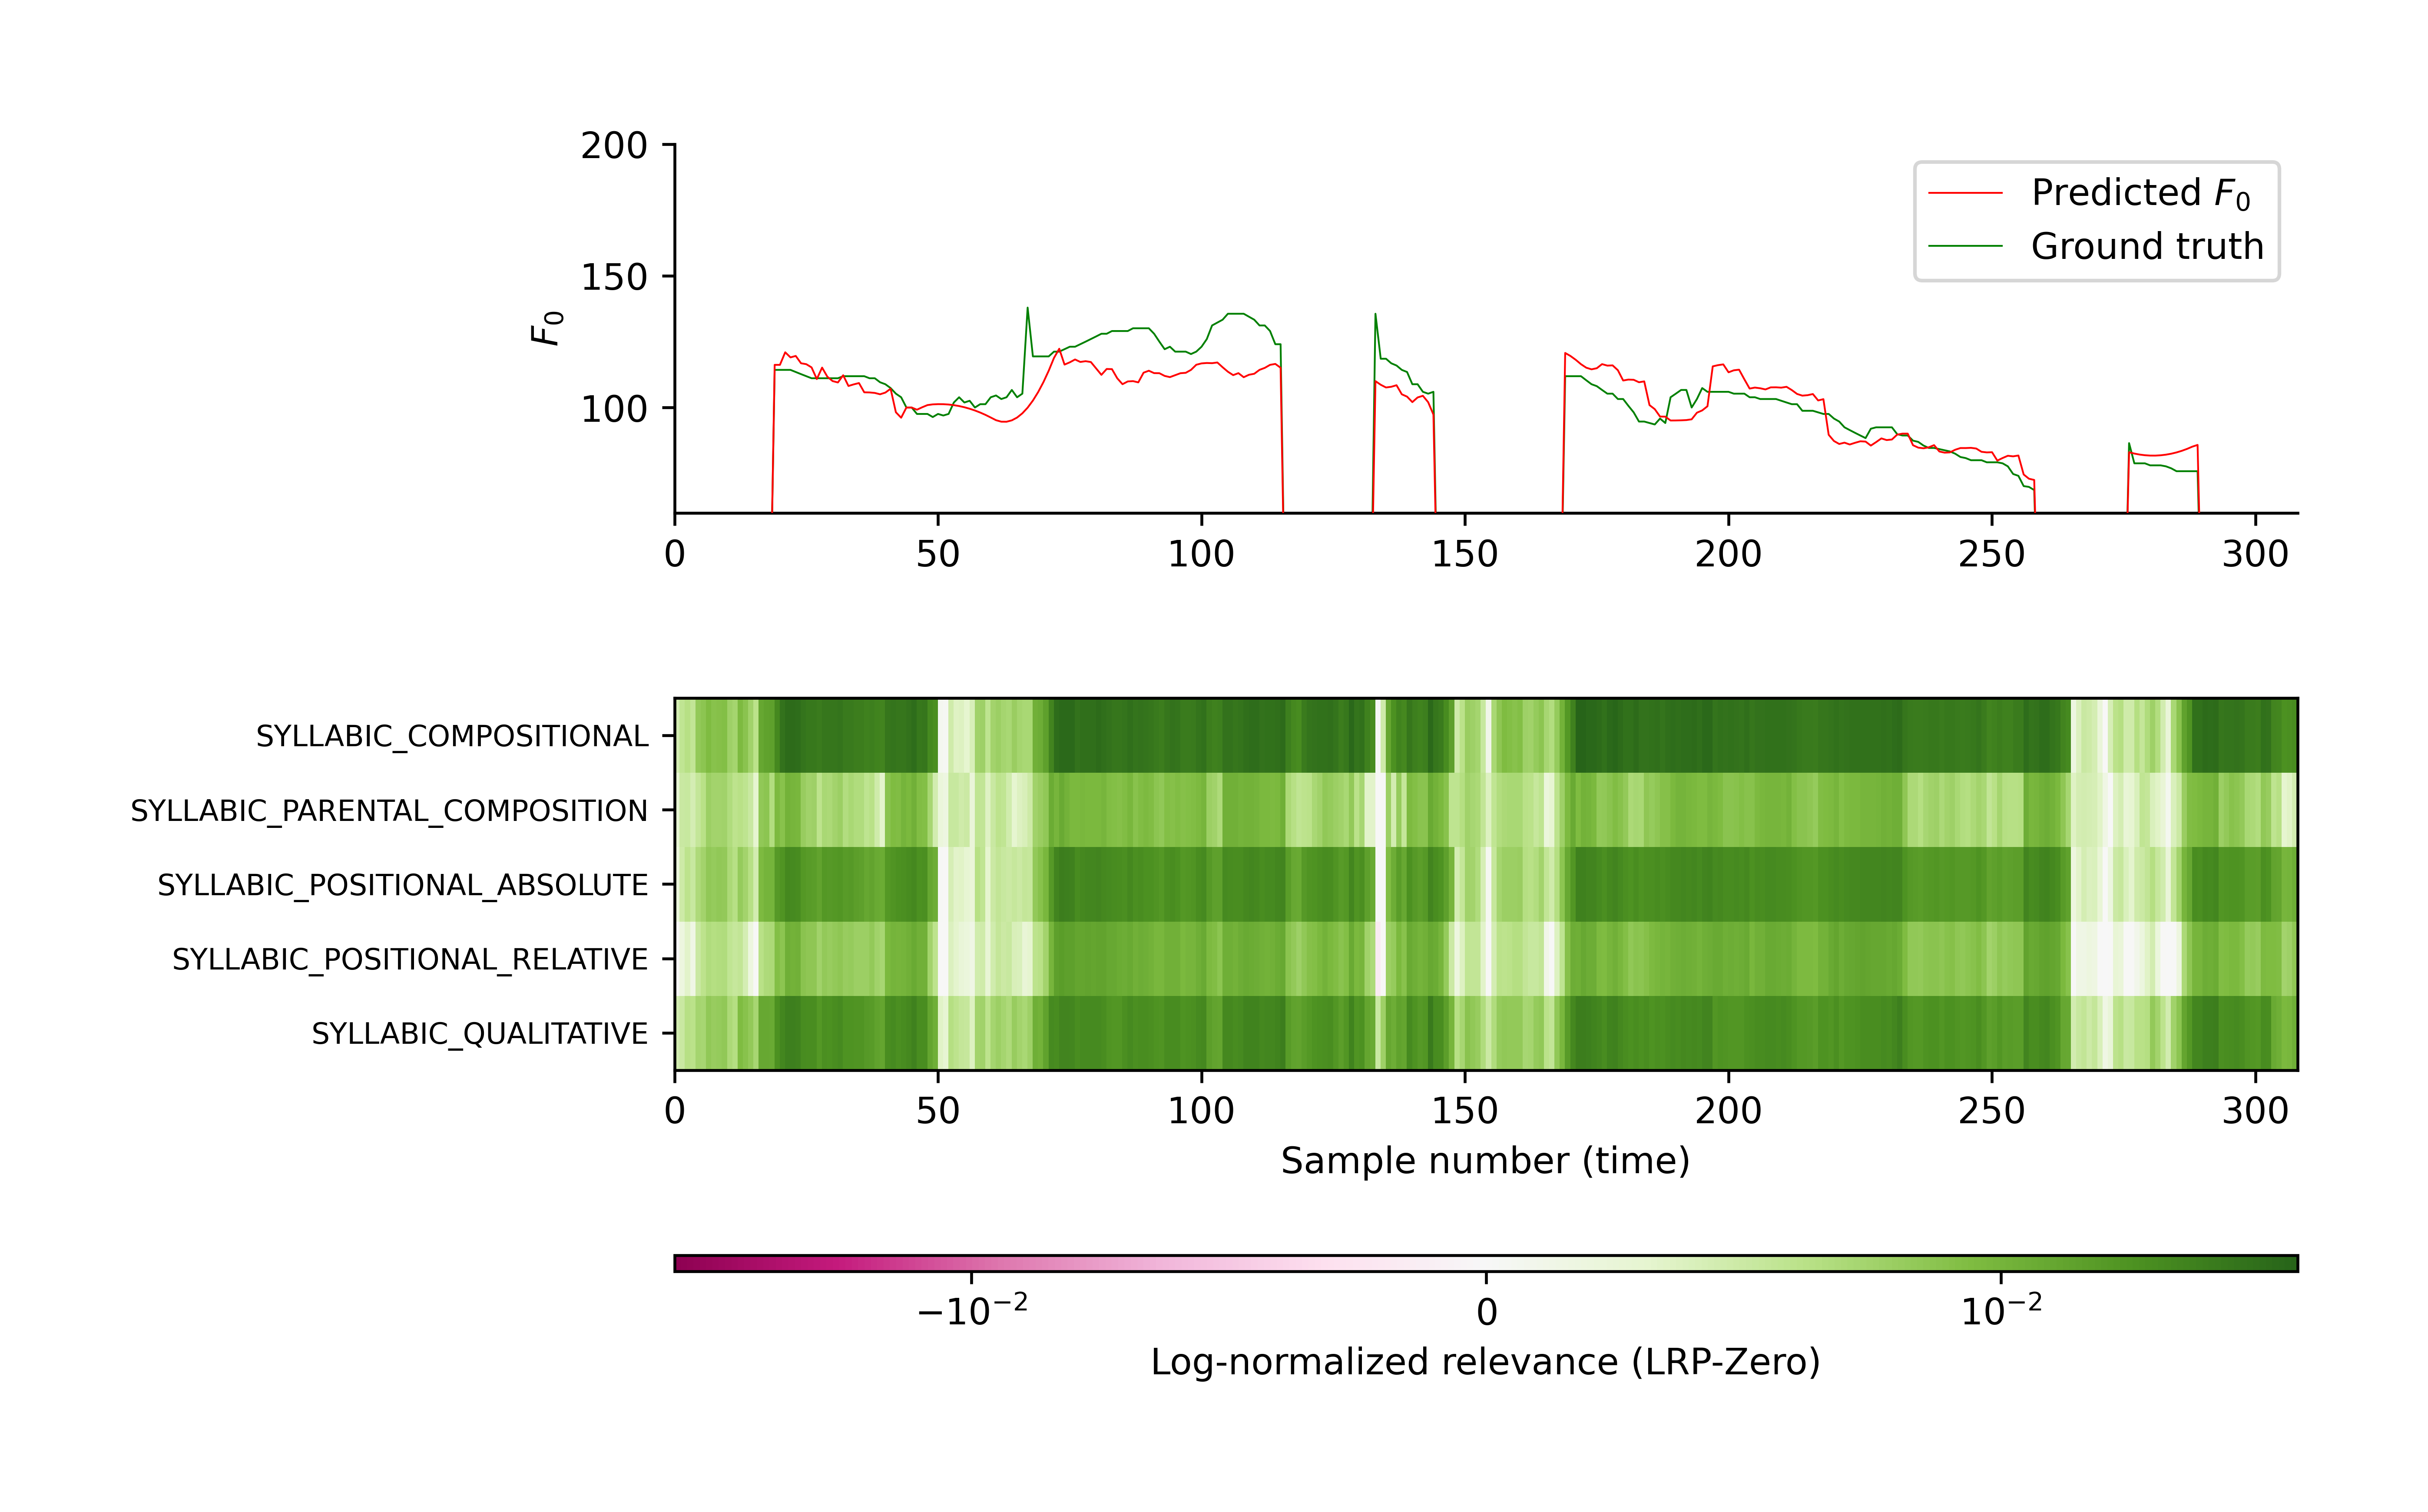 200
150
100
F₀
Predicted F₀
Ground truth
0 50 100 150 200 250 300
SYLLABIC_COMPOSITIONAL
SYLLABIC_PARENTAL_COMPOSITION
SYLLABIC_POSITIONAL_ABSOLUTE
SYLLABIC_POSITIONAL_RELATIVE
SYLLABIC_QUALITATIVE
0 50 100 150 200 250 300
Sample number (time)
−10⁻² 0 10⁻²
Log-normalized relevance (LRP-Zero)